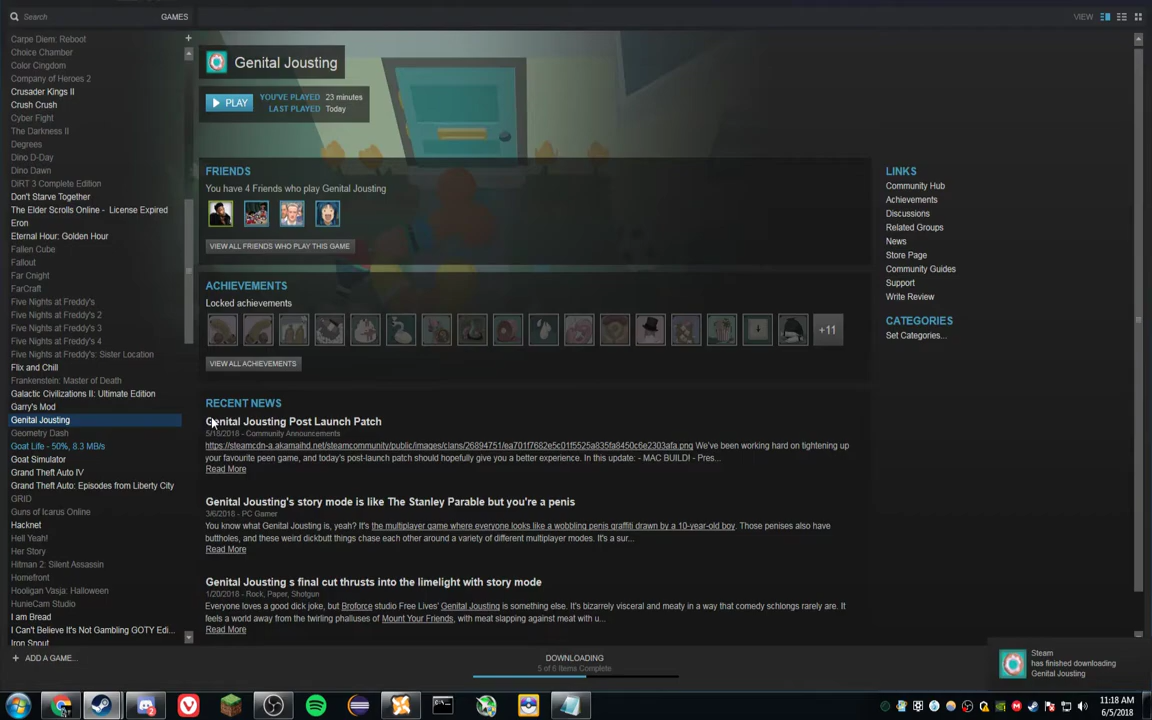 Search
GAMES
VIEW
Carpe Diem: Reboot
Choice Chamber
Color Cingdom
Company of Heroes 2
Crusader Kings II
Crush Crush
Cyber Fight
The Darkness II
Degrees
Dino D-Day
Dino Dawn
DiRT 3 Complete Edition
Don't Starve Together
The Elder Scrolls Online - License Expired
Eron
Eternal Hour: Golden Hour
Fallen Cube
Fallout
Far Cnight
FarCraft
Five Nights at Freddy's
Five Nights at Freddy's 2
Five Nights at Freddy's 3
Five Nights at Freddy's 4
Five Nights at Freddy's: Sister Location
Flix and Chill
Frankenstein: Master of Death
Galactic Civilizations II: Ultimate Edition
Garry's Mod
Genital Jousting
Geometry Dash
Goat Life - 50%, 8.3 MB/s
Goat Simulator
Grand Theft Auto IV
Grand Theft Auto: Episodes from Liberty City
GRID
Guns of Icarus Online
Hacknet
Hell Yeah!
Her Story
Hitman 2: Silent Assassin
Homefront
Hooligan Vasja: Halloween
HunieCam Studio
I am Bread
I Can't Believe It's Not Gambling GOTY Edi...
Iron Snout
+ ADD A GAME...
Genital Jousting
PLAY
YOU'VE PLAYED 23 minutes
LAST PLAYED Today
FRIENDS
You have 4 Friends who play Genital Jousting
VIEW ALL FRIENDS WHO PLAY THIS GAME
ACHIEVEMENTS
Locked achievements
+11
VIEW ALL ACHIEVEMENTS
RECENT NEWS
Genital Jousting Post Launch Patch
5/18/2018 - Community Announcements
https://steamcdn-a.akamaihd.net/steamcommunity/public/images/clans/26894751/ea701f7682e5c01f5525a835fa8450c6e2303afa.png We've been working hard on tightening up
your favourite peen game, and today's post-launch patch should hopefully give you a better experience. In this update: - MAC BUILD! - Pres...
Read More
Genital Jousting's story mode is like The Stanley Parable but you're a penis
3/6/2018 - PC Gamer
You know what Genital Jousting is, yeah? It's the multiplayer game where everyone looks like a wobbling penis graffiti drawn by a 10-year-old boy. Those penises also have
buttholes, and these weird dickbutt things chase each other around a variety of different multiplayer modes. It's a sur...
Read More
Genital Jousting s final cut thrusts into the limelight with story mode
1/20/2018 - Rock, Paper, Shotgun
Everyone loves a good dick joke, but Broforce studio Free Lives' Genital Jousting is something else. It's bizarrely visceral and meaty in a way that comedy schlongs rarely are. It
feels a world away from the twirling phalluses of Mount Your Friends, with meat slapping against meat with u...
Read More
LINKS
Community Hub
Achievements
Discussions
Related Groups
News
Store Page
Community Guides
Support
Write Review
CATEGORIES
Set Categories...
DOWNLOADING
5 of 6 Items Complete
Steam
has finished downloading
Genital Jousting
11:18 AM
6/5/2018